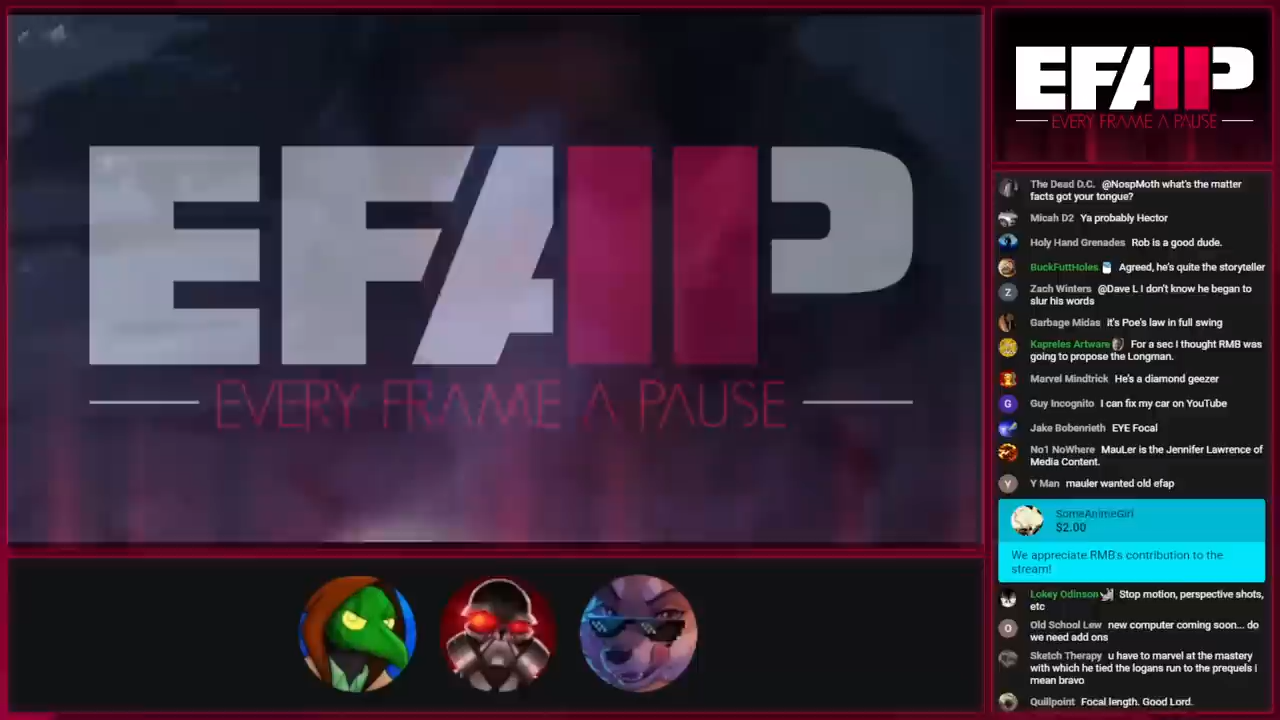 EFAP
EVERY FRAME A PAUSE
EFAP
EVERY FRAME A PAUSE
The Dead D.C. @NospMoth what's the matter
facts got your tongue?
Micah D2 Ya probably Hector
Holy Hand Grenades Rob is a good dude.
BuckFuttHoles Agreed, he's quite the storyteller
Z
Zach Winters @Dave L I don't know he began to
slur his words
Garbage Midas it's Poe's law in full swing
Kapreles Artware For a sec I thought RMB was
going to propose the Longman.
Marvel Mindtrick He's a diamond geezer
G
Guy Incognito I can fix my car on YouTube
Jake Bobenrieth EYE Focal
No1 NoWhere MauLer is the Jennifer Lawrence of
Media Content.
Y
Y Man mauler wanted old efap
SomeAnimeGirl
$2.00
We appreciate RMB's contribution to the
stream!
Lokey Odinson Stop motion, perspective shots,
etc
O
Old School Lew new computer coming soon... do
we need add ons
Sketch Therapy u have to marvel at the mastery
with which he tied the logans run to the prequels i
mean bravo
Quillpoint Focal length. Good Lord.